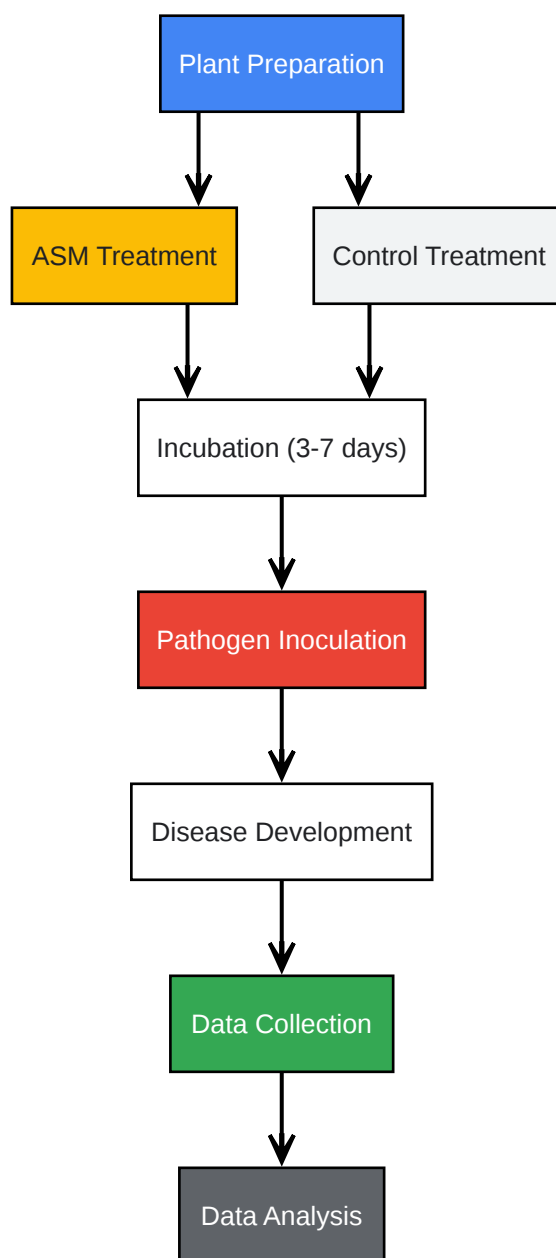 Plant Preparation
ASM Treatment
Control Treatment
Incubation (3-7 days)
Pathogen Inoculation
Disease Development
Data Collection
Data Analysis